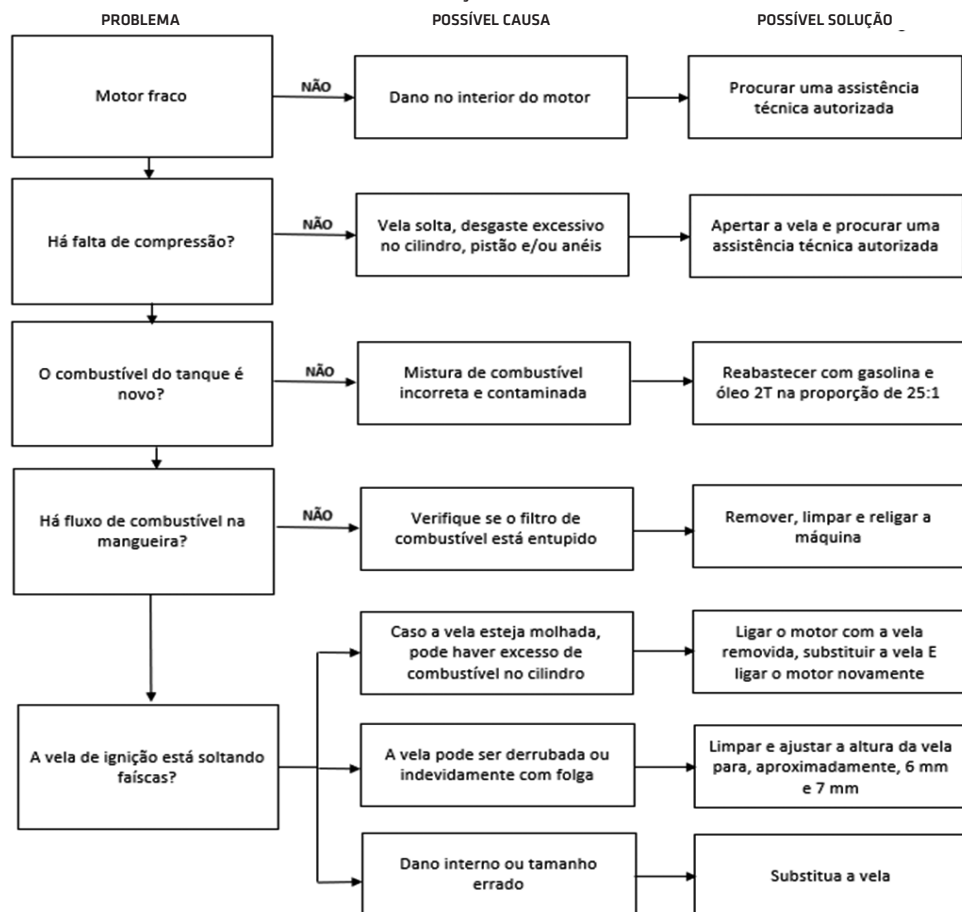 PROBLEMA
POSSÍVEL CAUSA
POSSÍVEL SOLUÇÃO
Motor fraco
NÃO
Dano no interior do motor
Procurar uma assistência
técnica autorizada
Há falta de compressão?
NÃO
Vela solta, desgaste excessivo
no cilindro, pistão e/ou anéis
Apertar a vela e procurar uma
assistência técnica autorizada
O combustível do tanque é
novo?
NÃO
Mistura de combustível
incorreta e contaminada
Reabastecer com gasolina e
óleo 2T na proporção de 25:1
Há fluxo de combustível na
mangueira?
NÃO
Verifique se o filtro de
combustível está entupido
Remover, limpar e religar a
máquina
A vela de ignição está soltando
faíscas?
Caso a vela esteja molhada,
pode haver excesso de
combustível no cilindro
Ligar o motor com a vela
removida, substituir a vela E
ligar o motor novamente
A vela pode ser derrubada ou
indevidamente com folga
Limpar e ajustar a altura da vela
para, aproximadamente, 6 mm
e 7 mm
Dano interno ou tamanho
errado
Substitua a vela